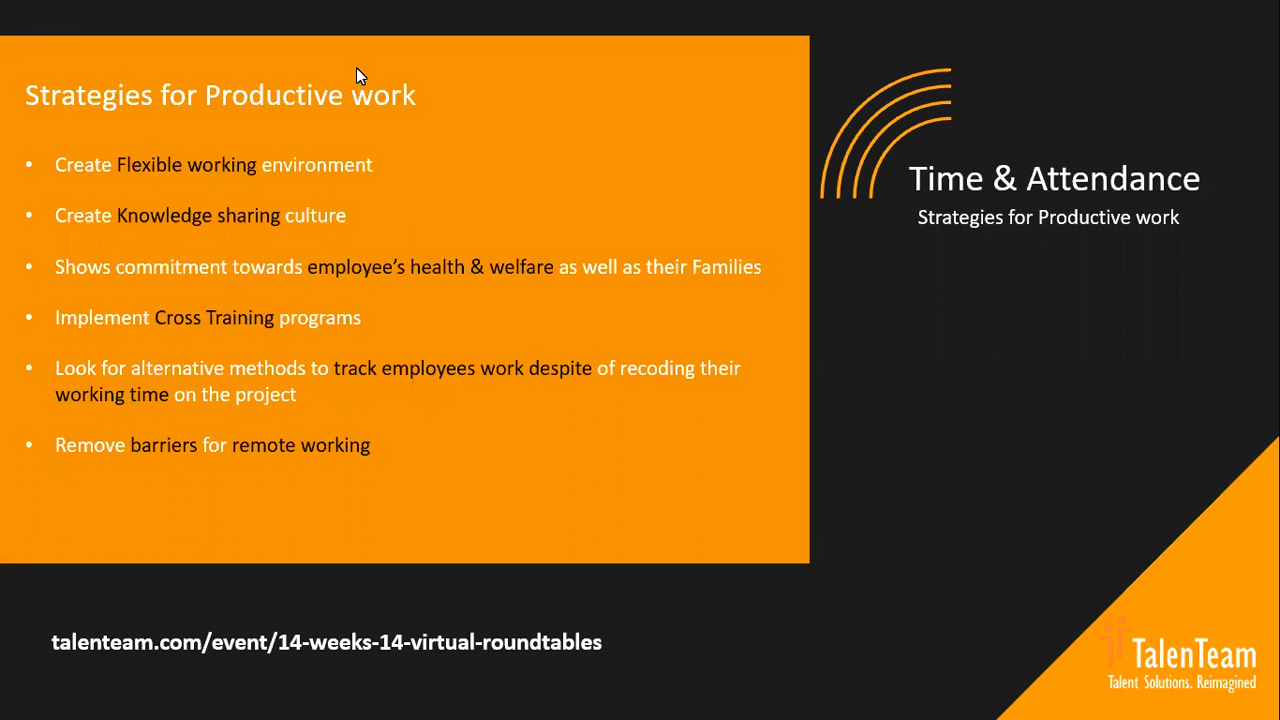 Strategies for Productive work
• Create Flexible working environment
• Create Knowledge sharing culture
• Shows commitment towards employee's health & welfare as well as their Families
• Implement Cross Training programs
• Look for alternative methods to track employees work despite of recoding their
working time on the project
• Remove barriers for remote working
Time & Attendance
Strategies for Productive work
talenteam.com/event/14-weeks-14-virtual-roundtables
TalenTeam
Talent Solutions. Reimagined